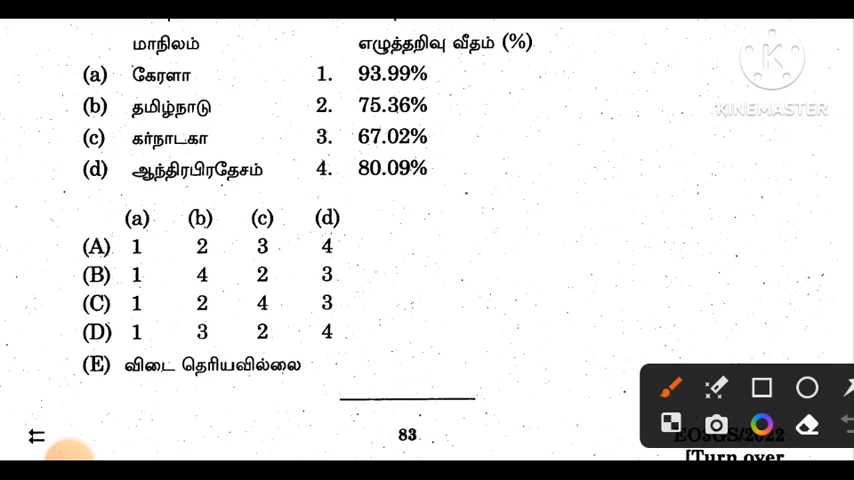 மாநிலம் எழுத்தறிவு வீதம் (%)
(a) கேரளா 1. 93.99%
(b) தமிழ்நாடு 2. 75.36%
(c) கர்நாடகா 3. 67.02%
(d) ஆந்திரபிரதேசம் 4. 80.09%
(a) (b) (c) (d)
(A) 1 2 3 4
(B) 1 4 2 3
(C) 1 2 4 3
(D) 1 3 2 4
(E) விடை தெரியவில்லை
83
[Turn over
K
KINEMASTER